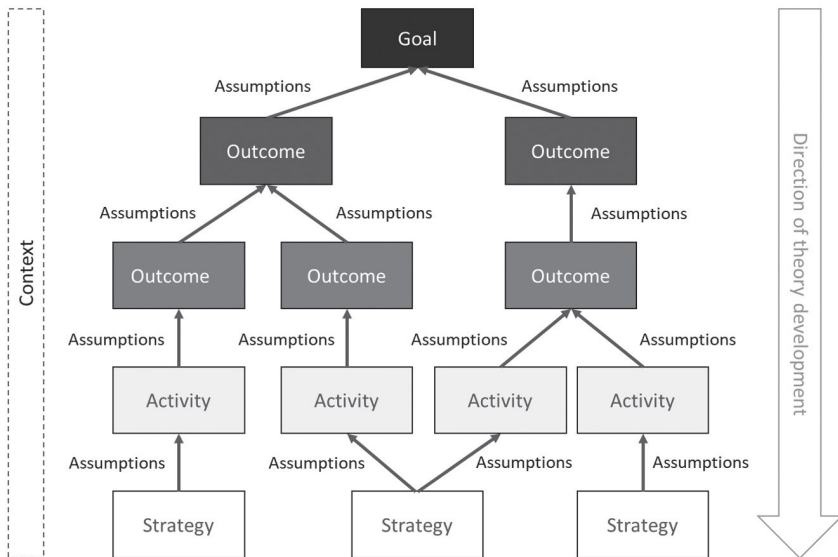 Goal
Assumptions Assumptions
Outcome Outcome
Assumptions Assumptions Assumptions
Outcome Outcome Outcome
Assumptions Assumptions Assumptions Assumptions
Activity Activity Activity Activity
Assumptions Assumptions Assumptions Assumptions
Strategy Strategy Strategy
Context
Direction of theory development